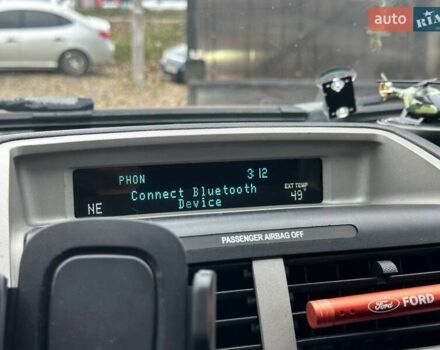 auto RIA
PHON 3:12
Connect Bluetooth
Device
EXT TEMP
49°
NE
PASSENGER AIRBAG OFF
Ford FORD